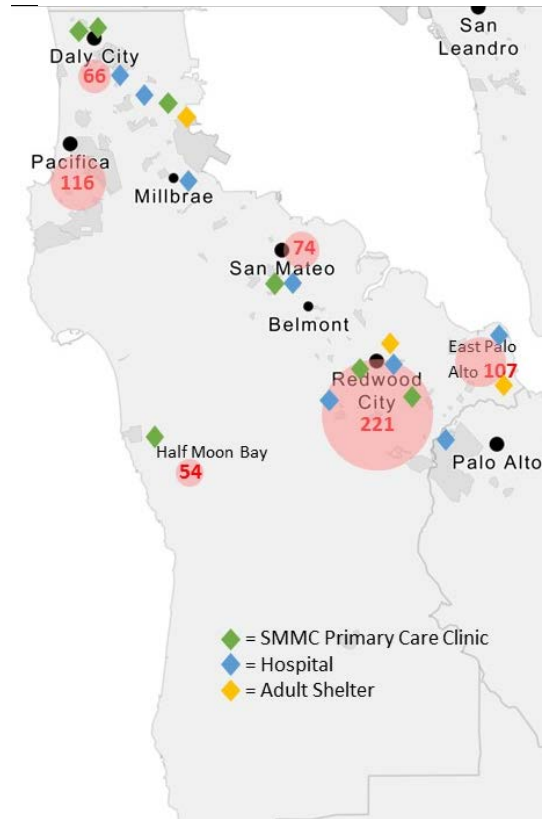 San
Leandro
Daly City
66
Pacifica
116
Millbrae
74
San Mateo
Belmont
East Palo
Alto 107
Redwood
City
221
Palo Alto
Half Moon Bay
54
= SMMC Primary Care Clinic
= Hospital
= Adult Shelter